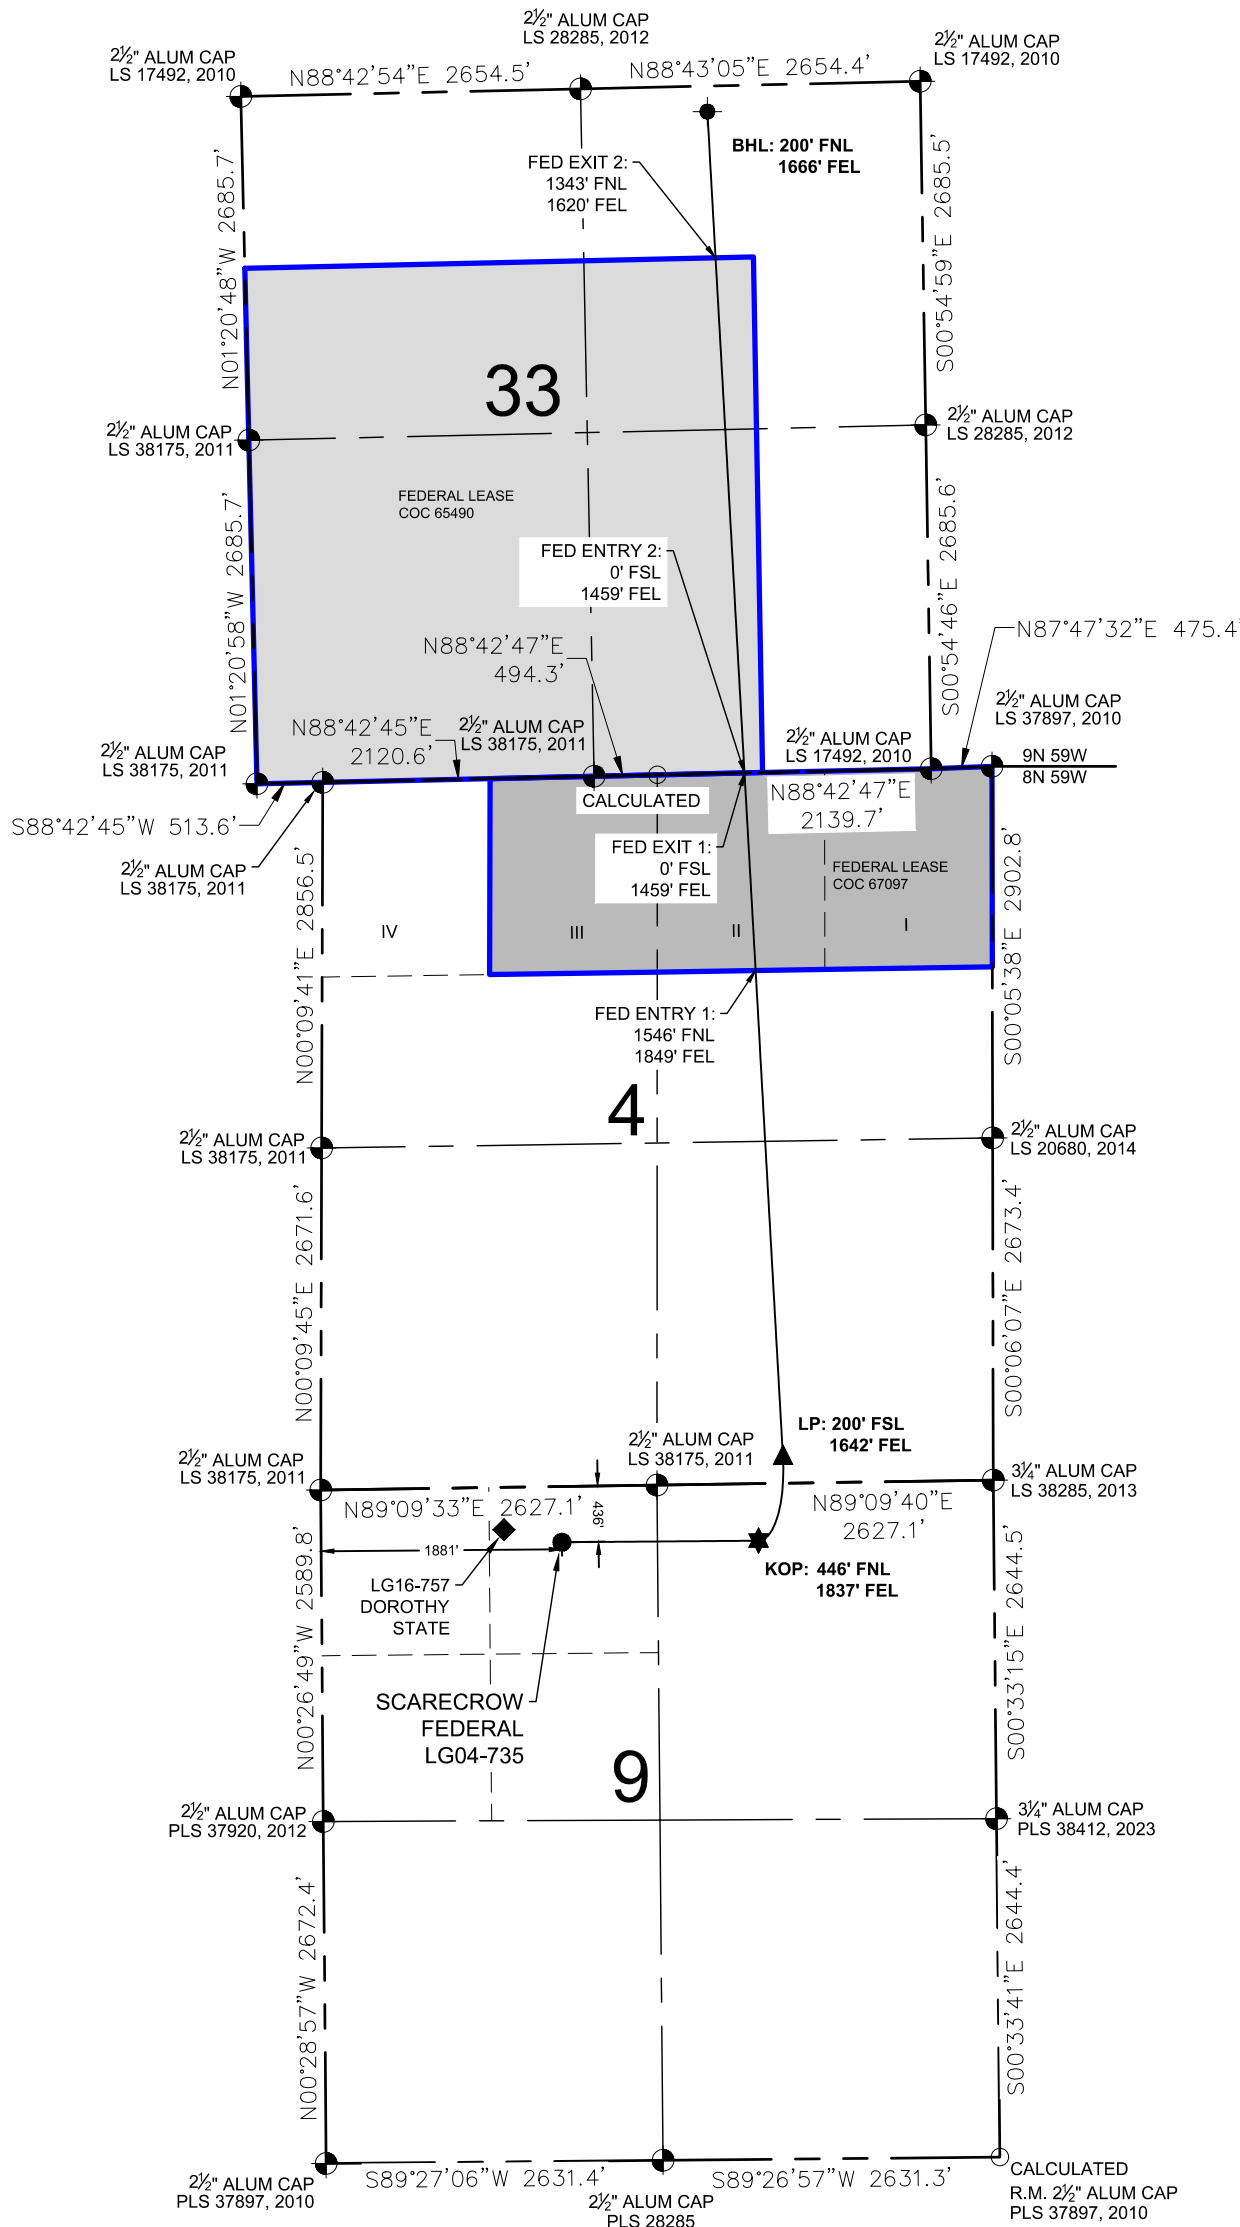 2½" ALUM CAP
LS 28285, 2012
2½" ALUM CAP
LS 17492, 2010
2½" ALUM CAP
LS 17492, 2010
N88°42'54"E 2654.5'
N88°43'05"E 2654.4'
BHL: 200' FNL
1666' FEL
FED EXIT 2:
1343' FNL
1620' FEL
N01°20'48"W 2685.7'
S00°54'59"E 2685.5'
33
2½" ALUM CAP
LS 38175, 2011
2½" ALUM CAP
LS 28285, 2012
FEDERAL LEASE
COC 65490
FED ENTRY 2:
0' FSL
1459' FEL
N01°20'58"W 2685.7'
S00°54'46"E 2685.6'
N87°47'32"E 475.4'
N88°42'47"E
494.3'
2½" ALUM CAP
LS 37897, 2010
N88°42'45"E
2120.6'
2½" ALUM CAP
LS 38175, 2011
2½" ALUM CAP
LS 17492, 2010
2½" ALUM CAP
LS 38175, 2011
9N 59W
8N 59W
CALCULATED
N88°42'47"E
2139.7'
S88°42'45"W 513.6'
FED EXIT 1:
0' FSL
1459' FEL
2½" ALUM CAP
LS 38175, 2011
FEDERAL LEASE
COC 67097
N00°09'41"E 2856.5'
S00°05'38"E 2902.8'
IV
III
II
I
FED ENTRY 1:
1546' FNL
1849' FEL
4
2½" ALUM CAP
LS 38175, 2011
2½" ALUM CAP
LS 20680, 2014
N00°09'45"E 2671.6'
S00°06'07"E 2673.4'
LP: 200' FSL
1642' FEL
2½" ALUM CAP
LS 38175, 2011
2½" ALUM CAP
LS 38175, 2011
3¼" ALUM CAP
LS 38285, 2013
N89°09'33"E 2627.1'
436'
N89°09'40"E
2627.1'
1881'
KOP: 446' FNL
1837' FEL
LG16-757
DOROTHY
STATE
N00°26'49"W 2589.8'
S00°33'15"E 2644.5'
SCARECROW
FEDERAL
LG04-735
9
2½" ALUM CAP
PLS 37920, 2012
3¼" ALUM CAP
PLS 38412, 2023
N00°28'57"W 2672.4'
S00°33'41"E 2644.4'
2½" ALUM CAP
PLS 37897, 2010
S89°27'06"W 2631.4'
S89°26'57"W 2631.3'
2½" ALUM CAP
PLS 28285
CALCULATED
R.M. 2½" ALUM CAP
PLS 37897, 2010